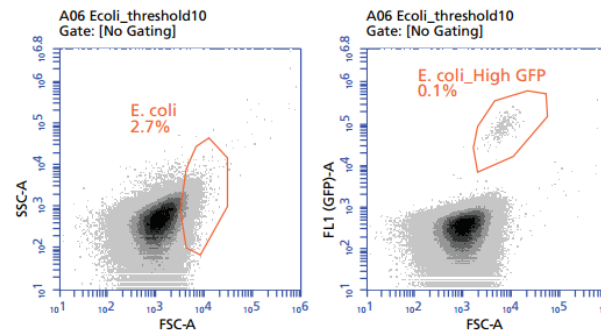 A06 Ecoli_threshold10
Gate: [No Gating]
E. coli
2.7%
SSC-A
10^1 10^2 10^3 10^4 10^5 10^6 10^6.8
10^1 10^2 10^3 10^4 10^5 10^6
FSC-A
A06 Ecoli_threshold10
Gate: [No Gating]
E. coli_High GFP
0.1%
FL1 (GFP)-A
10^1 10^2 10^3 10^4 10^5 10^6 10^6.8
10^1 10^2 10^3 10^4 10^5 10^6
FSC-A